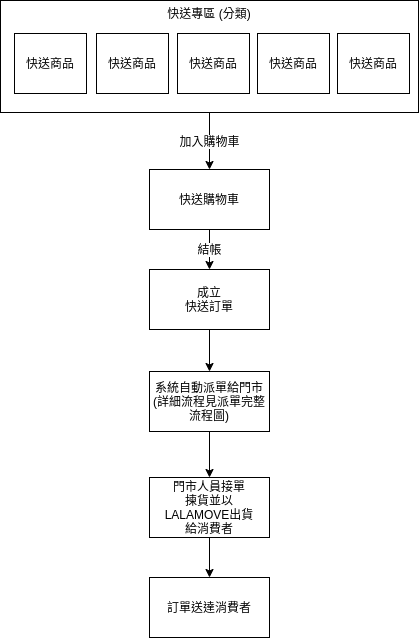 快送專區 (分類)
快送商品 快送商品 快送商品 快送商品 快送商品
加入購物車
快送購物車
結帳
成立
快送訂單
系統自動派單給門市
(詳細流程見派單完整
流程圖)
門市人員接單
揀貨並以
LALAMOVE出貨
給消費者
訂單送達消費者